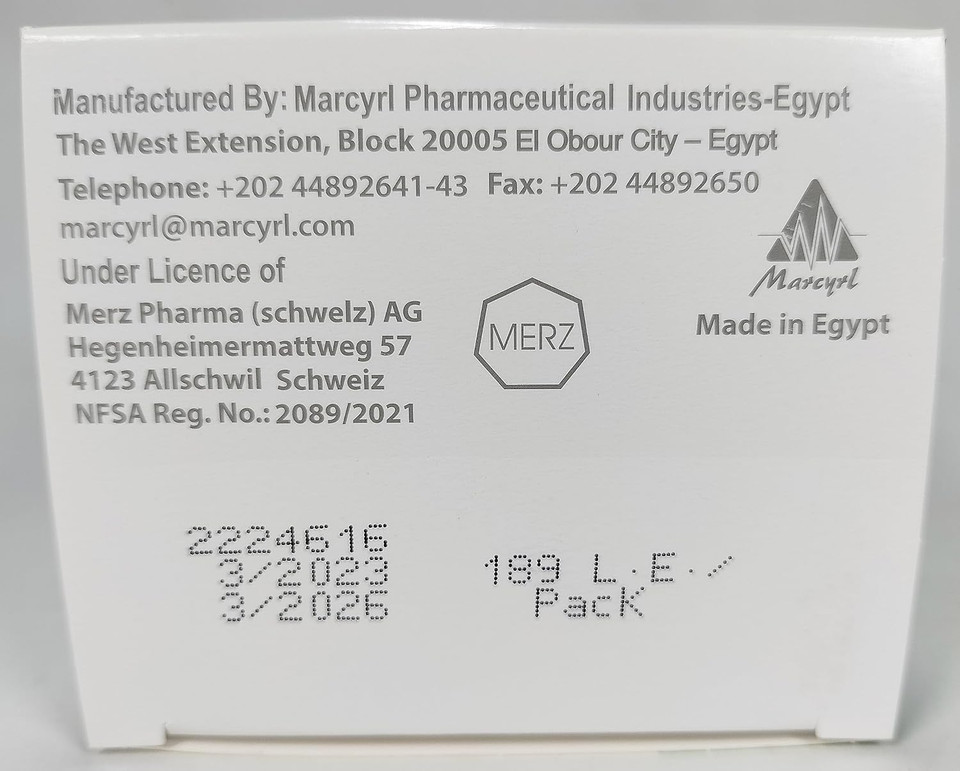 Manufactured By: Marcyrl Pharmaceutical Industries-Egypt
The West Extension, Block 20005 El Obour City – Egypt
Telephone: +202 44892641-43 Fax: +202 44892650
marcyrl@marcyrl.com
Under Licence of
Merz Pharma (schwelz) AG
Hegenheimermattweg 57
4123 Allschwil Schweiz
NFSA Reg. No.: 2089/2021
MERZ
Marcyrl
Made in Egypt
2224616
3/2023
3/2026
189 L.E./
Pack